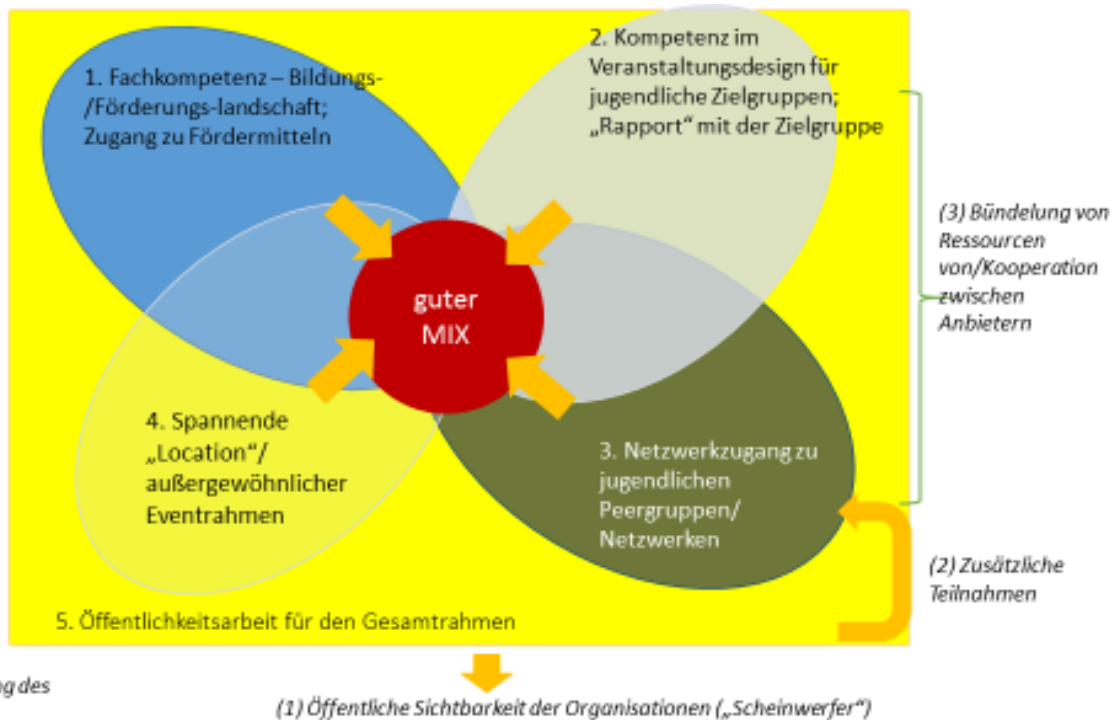 1. Fachkompetenz – Bildungs-
/Förderungs-landschaft;
Zugang zu Fördermitteln
2. Kompetenz im
Veranstaltungsdesign für
jugendliche Zielgruppen;
„Rapport" mit der Zielgruppe
(3) Bündelung von
Ressourcen
von/Kooperation
zwischen
Anbietern
guter
MIX
4. Spannende
„Location"/
außergewöhnlicher
Eventrahmen
3. Netzwerkzugang zu
jugendlichen
Peergruppen/
Netzwerken
(2) Zusätzliche
Teilnahmen
5. Öffentlichkeitsarbeit für den Gesamtrahmen
des
(1) Öffentliche Sichtbarkeit der Organisationen („Scheinwerfer")